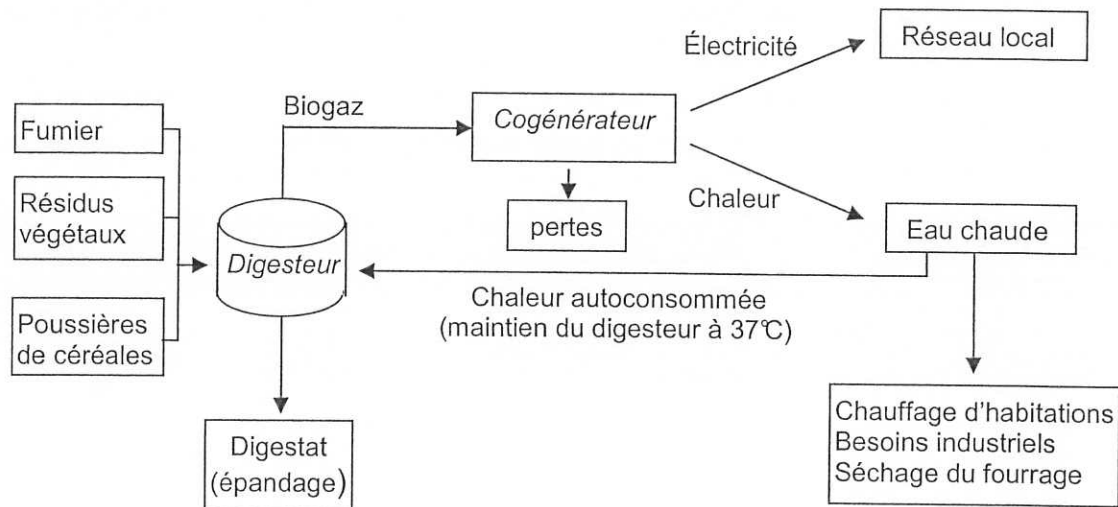 Électricité
Réseau local
Biogaz
Cogénérateur
Fumier
Résidus
végétaux
Chaleur
pertes
Eau chaude
Digesteur
Chaleur autoconsommée
(maintien du digesteur à 37°C)
Poussières
de céréales
Digestat
(épandage)
Chauffage d'habitations
Besoins industriels
Séchage du fourrage